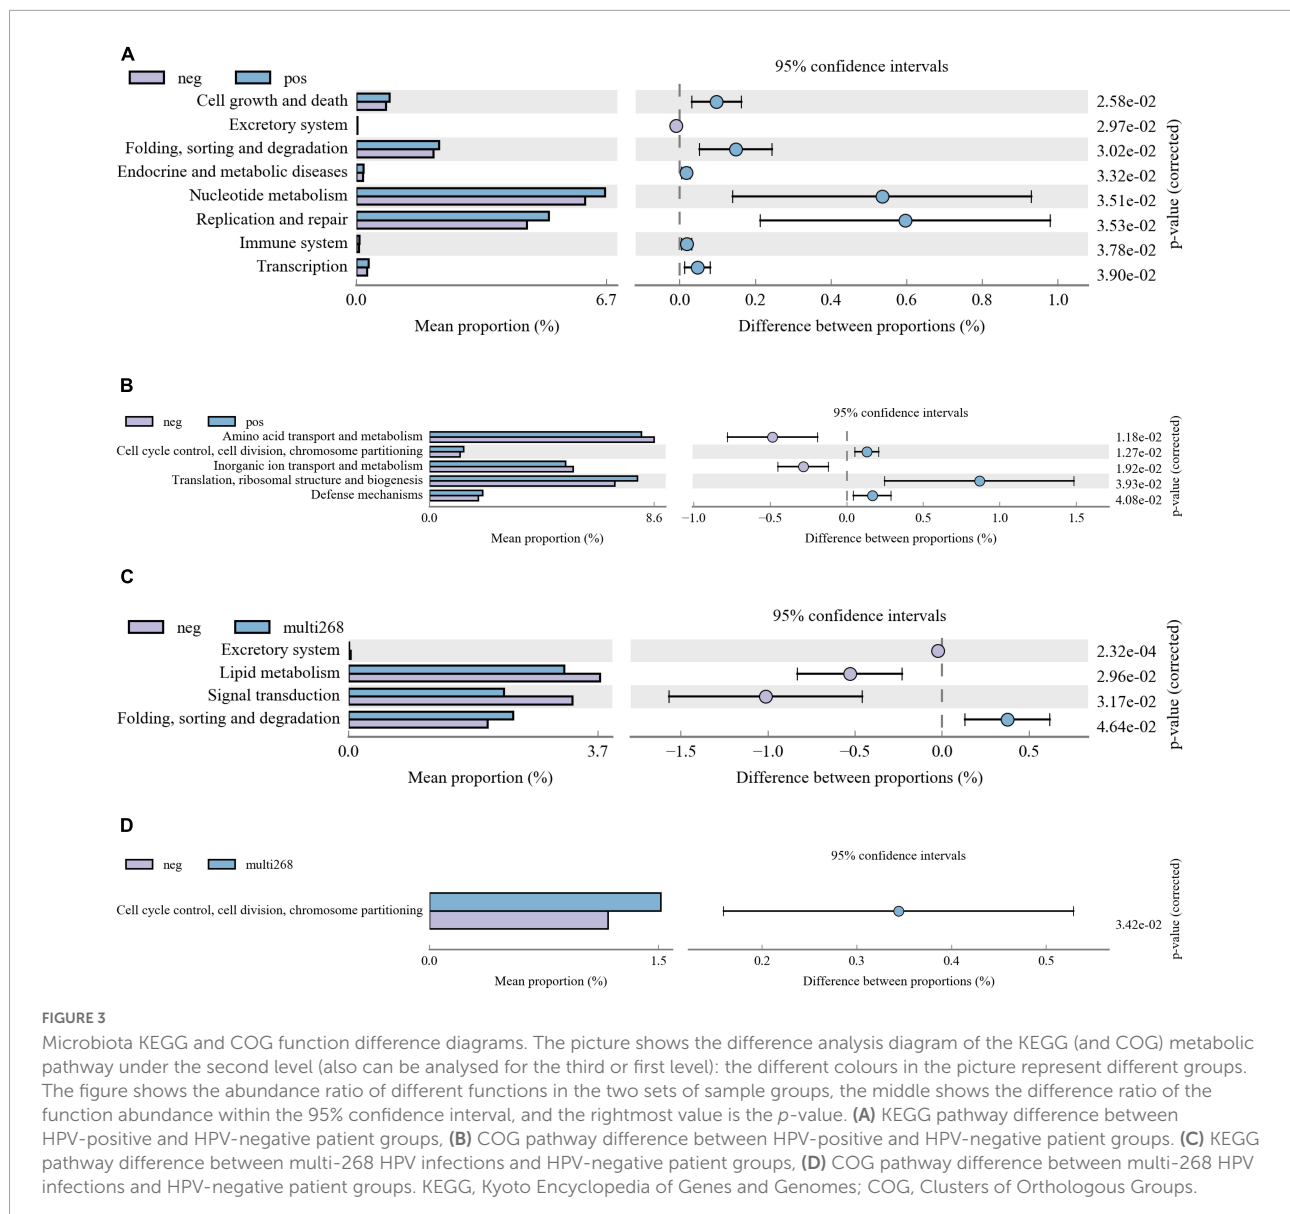 A
neg pos
95% confidence intervals
Cell growth and death 2.58e-02
Excretory system 2.97e-02
Folding, sorting and degradation 3.02e-02
Endocrine and metabolic diseases 3.32e-02
Nucleotide metabolism 3.51e-02
Replication and repair 3.53e-02
Immune system 3.78e-02
Transcription 3.90e-02
p-value (corrected)
0.0 6.7 0.0 0.2 0.4 0.6 0.8 1.0
Mean proportion (%) Difference between proportions (%)
B
neg pos
95% confidence intervals
Amino acid transport and metabolism 1.18e-02
Cell cycle control, cell division, chromosome partitioning 1.27e-02
Inorganic ion transport and metabolism 1.92e-02
Translation, ribosomal structure and biogenesis 3.93e-02
Defense mechanisms 4.08e-02
p-value (corrected)
0.0 8.6 −1.0 −0.5 0.0 0.5 1.0 1.5
Mean proportion (%) Difference between proportions (%)
C
neg multi268
95% confidence intervals
Excretory system 2.32e-04
Lipid metabolism 2.96e-02
Signal transduction 3.17e-02
Folding, sorting and degradation 4.64e-02
p-value (corrected)
0.0 3.7 −1.5 −1.0 −0.5 0.0 0.5
Mean proportion (%) Difference between proportions (%)
D
neg multi268
95% confidence intervals
Cell cycle control, cell division, chromosome partitioning 3.42e-02
p-value (corrected)
0.0 1.5 0.2 0.3 0.4 0.5
Mean proportion (%) Difference between proportions (%)
FIGURE 3
Microbiota KEGG and COG function difference diagrams. The picture shows the difference analysis diagram of the KEGG (and COG) metabolic
pathway under the second level (also can be analysed for the third or first level): the different colours in the picture represent different groups.
The figure shows the abundance ratio of different functions in the two sets of sample groups, the middle shows the difference ratio of the
function abundance within the 95% confidence interval, and the rightmost value is the p-value. (A) KEGG pathway difference between
HPV-positive and HPV-negative patient groups, (B) COG pathway difference between HPV-positive and HPV-negative patient groups. (C) KEGG
pathway difference between multi-268 HPV infections and HPV-negative patient groups, (D) COG pathway difference between multi-268 HPV
infections and HPV-negative patient groups. KEGG, Kyoto Encyclopedia of Genes and Genomes; COG, Clusters of Orthologous Groups.